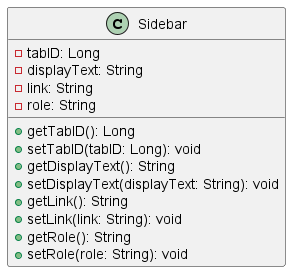 C Sidebar
tabID: Long
displayText: String
link: String
role: String
getTabID(): Long
setTabID(tabID: Long): void
getDisplayText(): String
setDisplayText(displayText: String): void
getLink(): String
setLink(link: String): void
getRole(): String
setRole(role: String): void